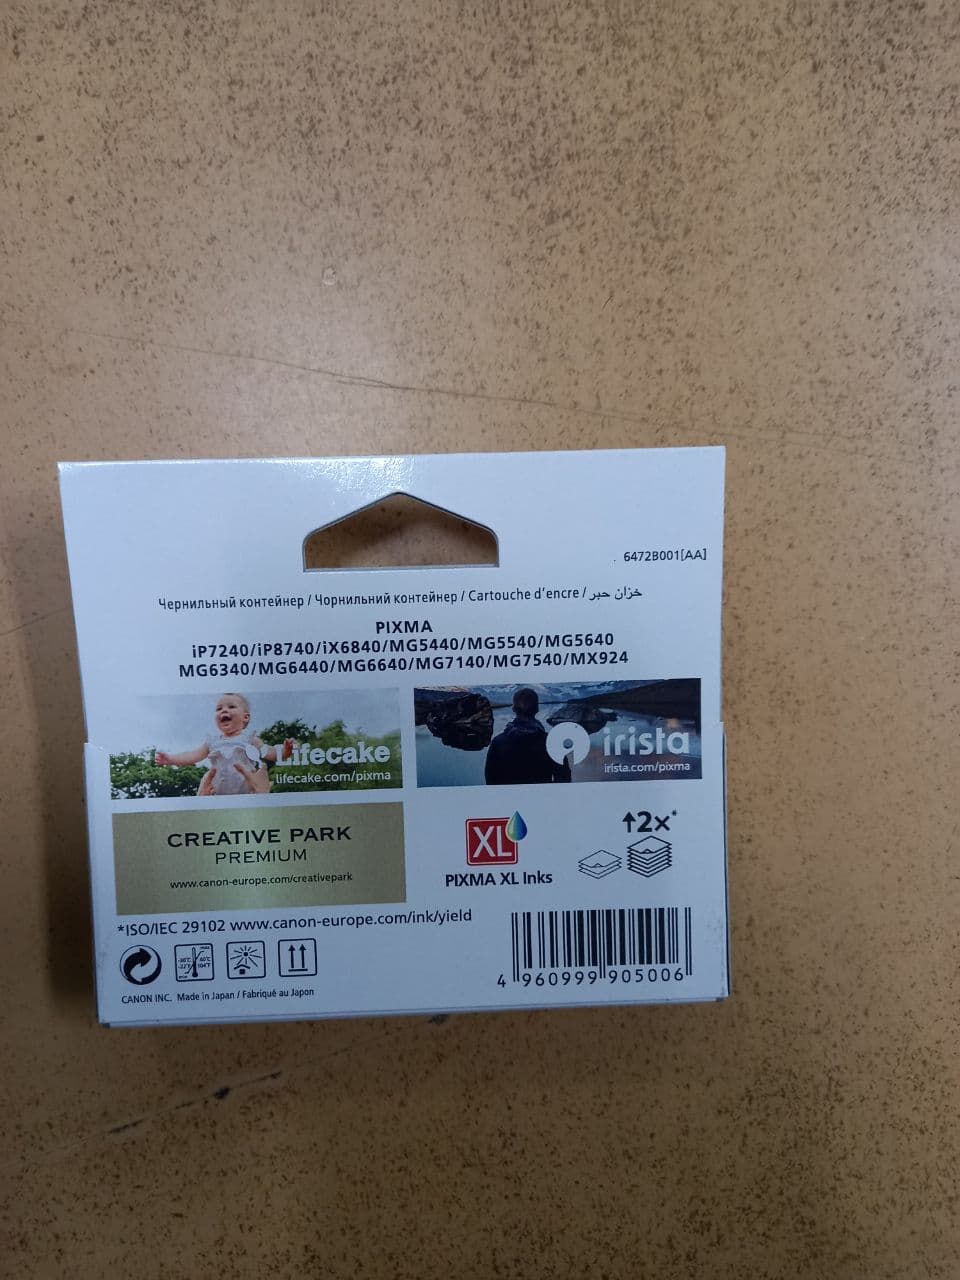 6472B001[AA]
Чернильный контейнер / Чорнильний контейнер / Cartouche d'encre / خزان حبر
PIXMA
iP7240/iP8740/iX6840/MG5440/MG5540/MG5640
MG6340/MG6440/MG6640/MG7140/MG7540/MX924
Lifecake
lifecake.com/pixma
irista
irista.com/pixma
CREATIVE PARK
PREMIUM
www.canon-europe.com/creativepark
XL
PIXMA XL Inks
↑2x*
*ISO/IEC 29102 www.canon-europe.com/ink/yield
CANON INC. Made in Japan / Fabriqué au Japon
4 960999 905006